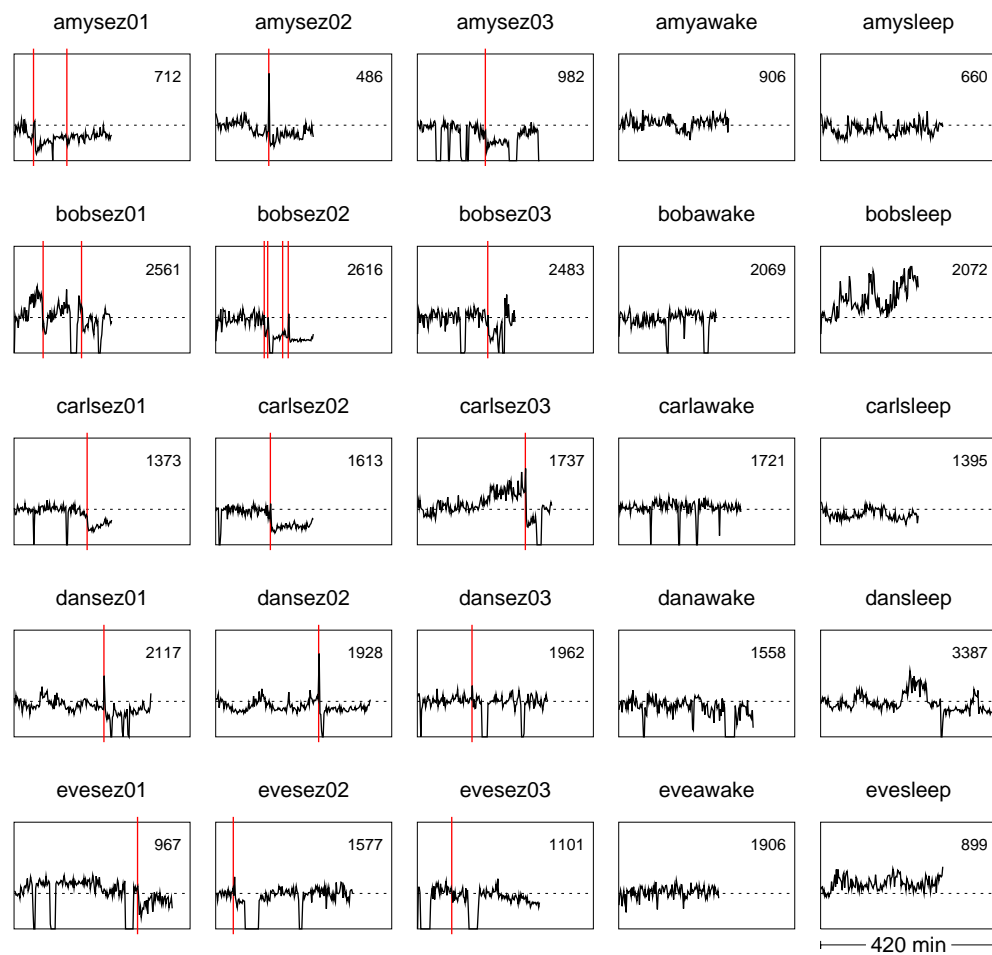 amysez01 amysez02 amysez03 amyawake amysleep
712 486 982 906 660
bobsez01 bobsez02 bobsez03 bobawake bobsleep
2561 2616 2483 2069 2072
carlsez01 carlsez02 carlsez03 carlawake carlsleep
1373 1613 1737 1721 1395
dansez01 dansez02 dansez03 danawake dansleep
2117 1928 1962 1558 3387
evesez01 evesez02 evesez03 eveawake evesleep
967 1577 1101 1906 899
420 min